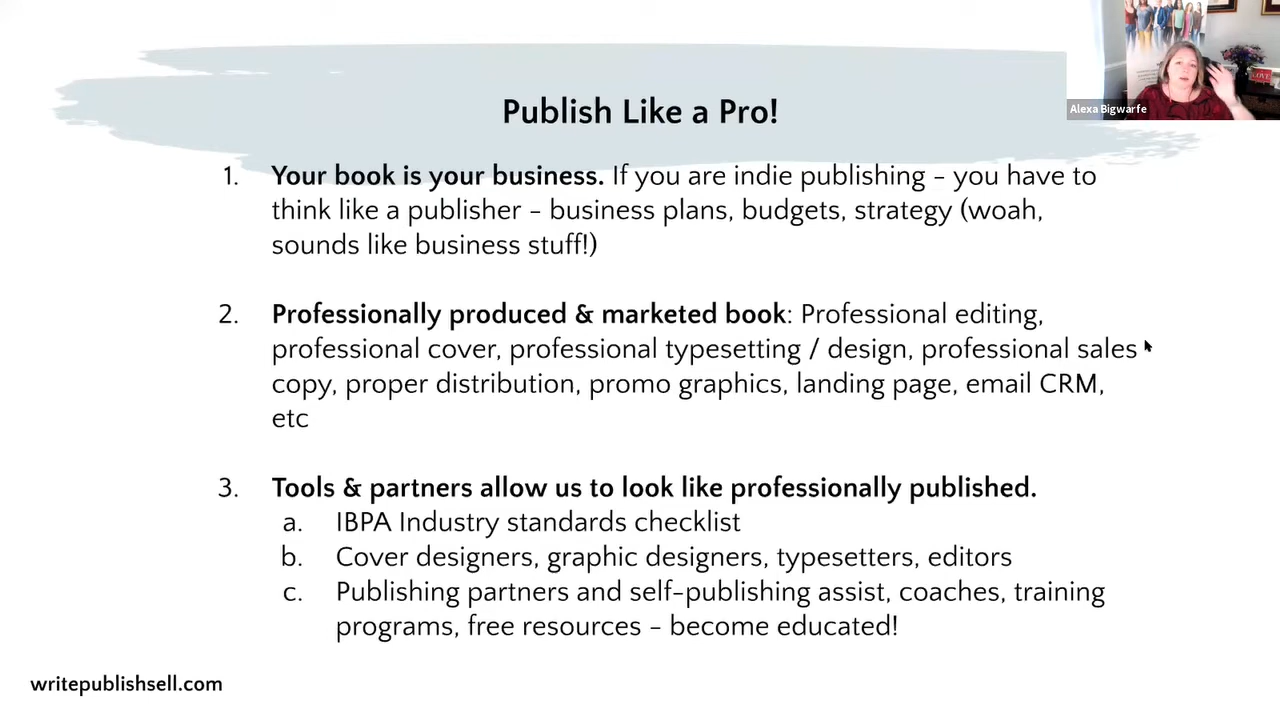 Publish Like a Pro!
Alexa Bigwarfe
LOVE
1. Your book is your business. If you are indie publishing - you have to
think like a publisher - business plans, budgets, strategy (woah,
sounds like business stuff!)
2. Professionally produced & marketed book: Professional editing,
professional cover, professional typesetting / design, professional sales
copy, proper distribution, promo graphics, landing page, email CRM,
etc
3. Tools & partners allow us to look like professionally published.
a. IBPA Industry standards checklist
b. Cover designers, graphic designers, typesetters, editors
c. Publishing partners and self-publishing assist, coaches, training
programs, free resources - become educated!
writepublishsell.com